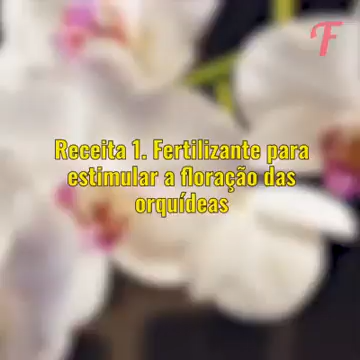 F
Receita 1. Fertilizante para
estimular a floração das
orquídeas